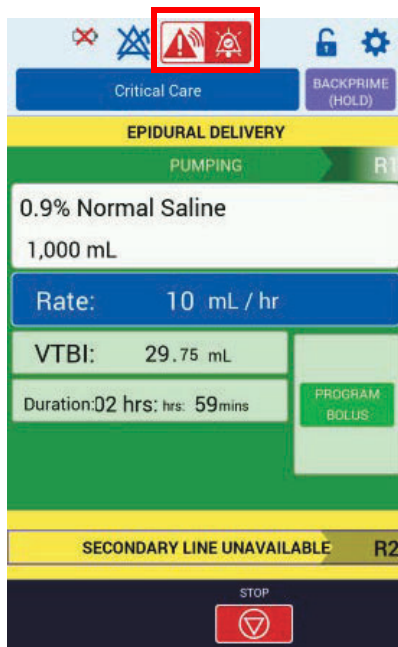 Critical Care
BACKPRIME
(HOLD)
EPIDURAL DELIVERY
PUMPING
R1
0.9% Normal Saline
1,000 mL
Rate: 10 mL / hr
VTBI: 29.75 mL
Duration:02 hrs: hrs: 59mins
PROGRAM
BOLUS
SECONDARY LINE UNAVAILABLE R2
STOP